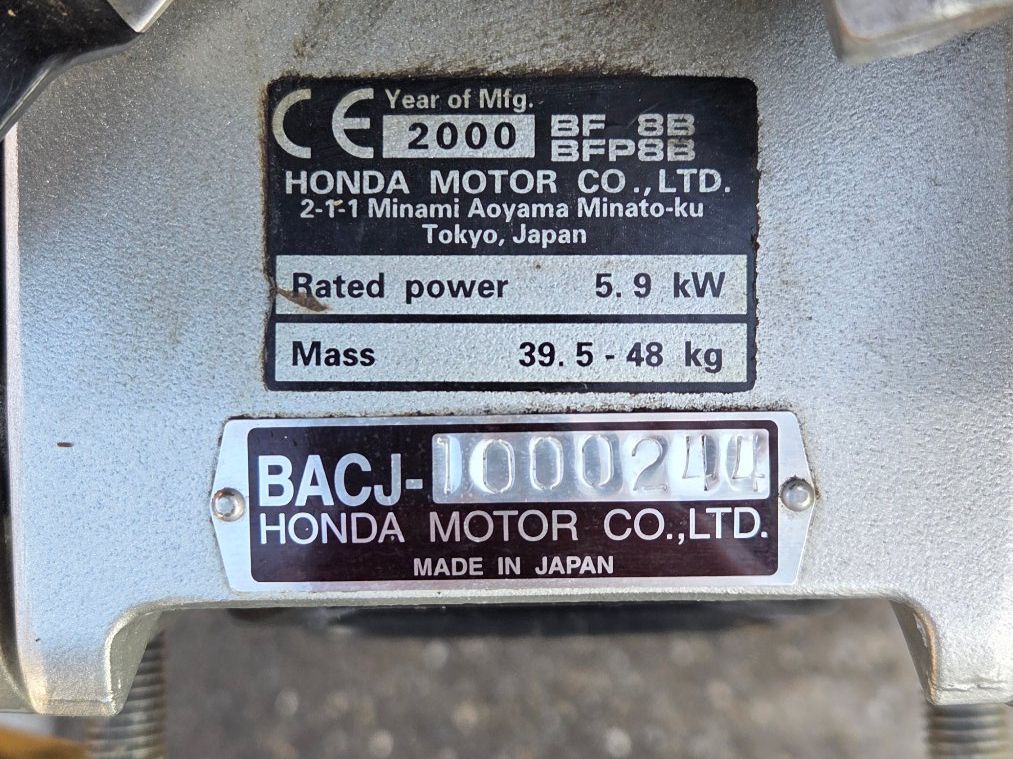 CE Year of Mfg.
2000 BF 8B
BFP8B
HONDA MOTOR CO., LTD.
2-1-1 Minami Aoyama Minato-ku
Tokyo, Japan
Rated power 5.9 kW
Mass 39.5-48 kg
BACJ-1000244
HONDA MOTOR CO.,LTD.
MADE IN JAPAN